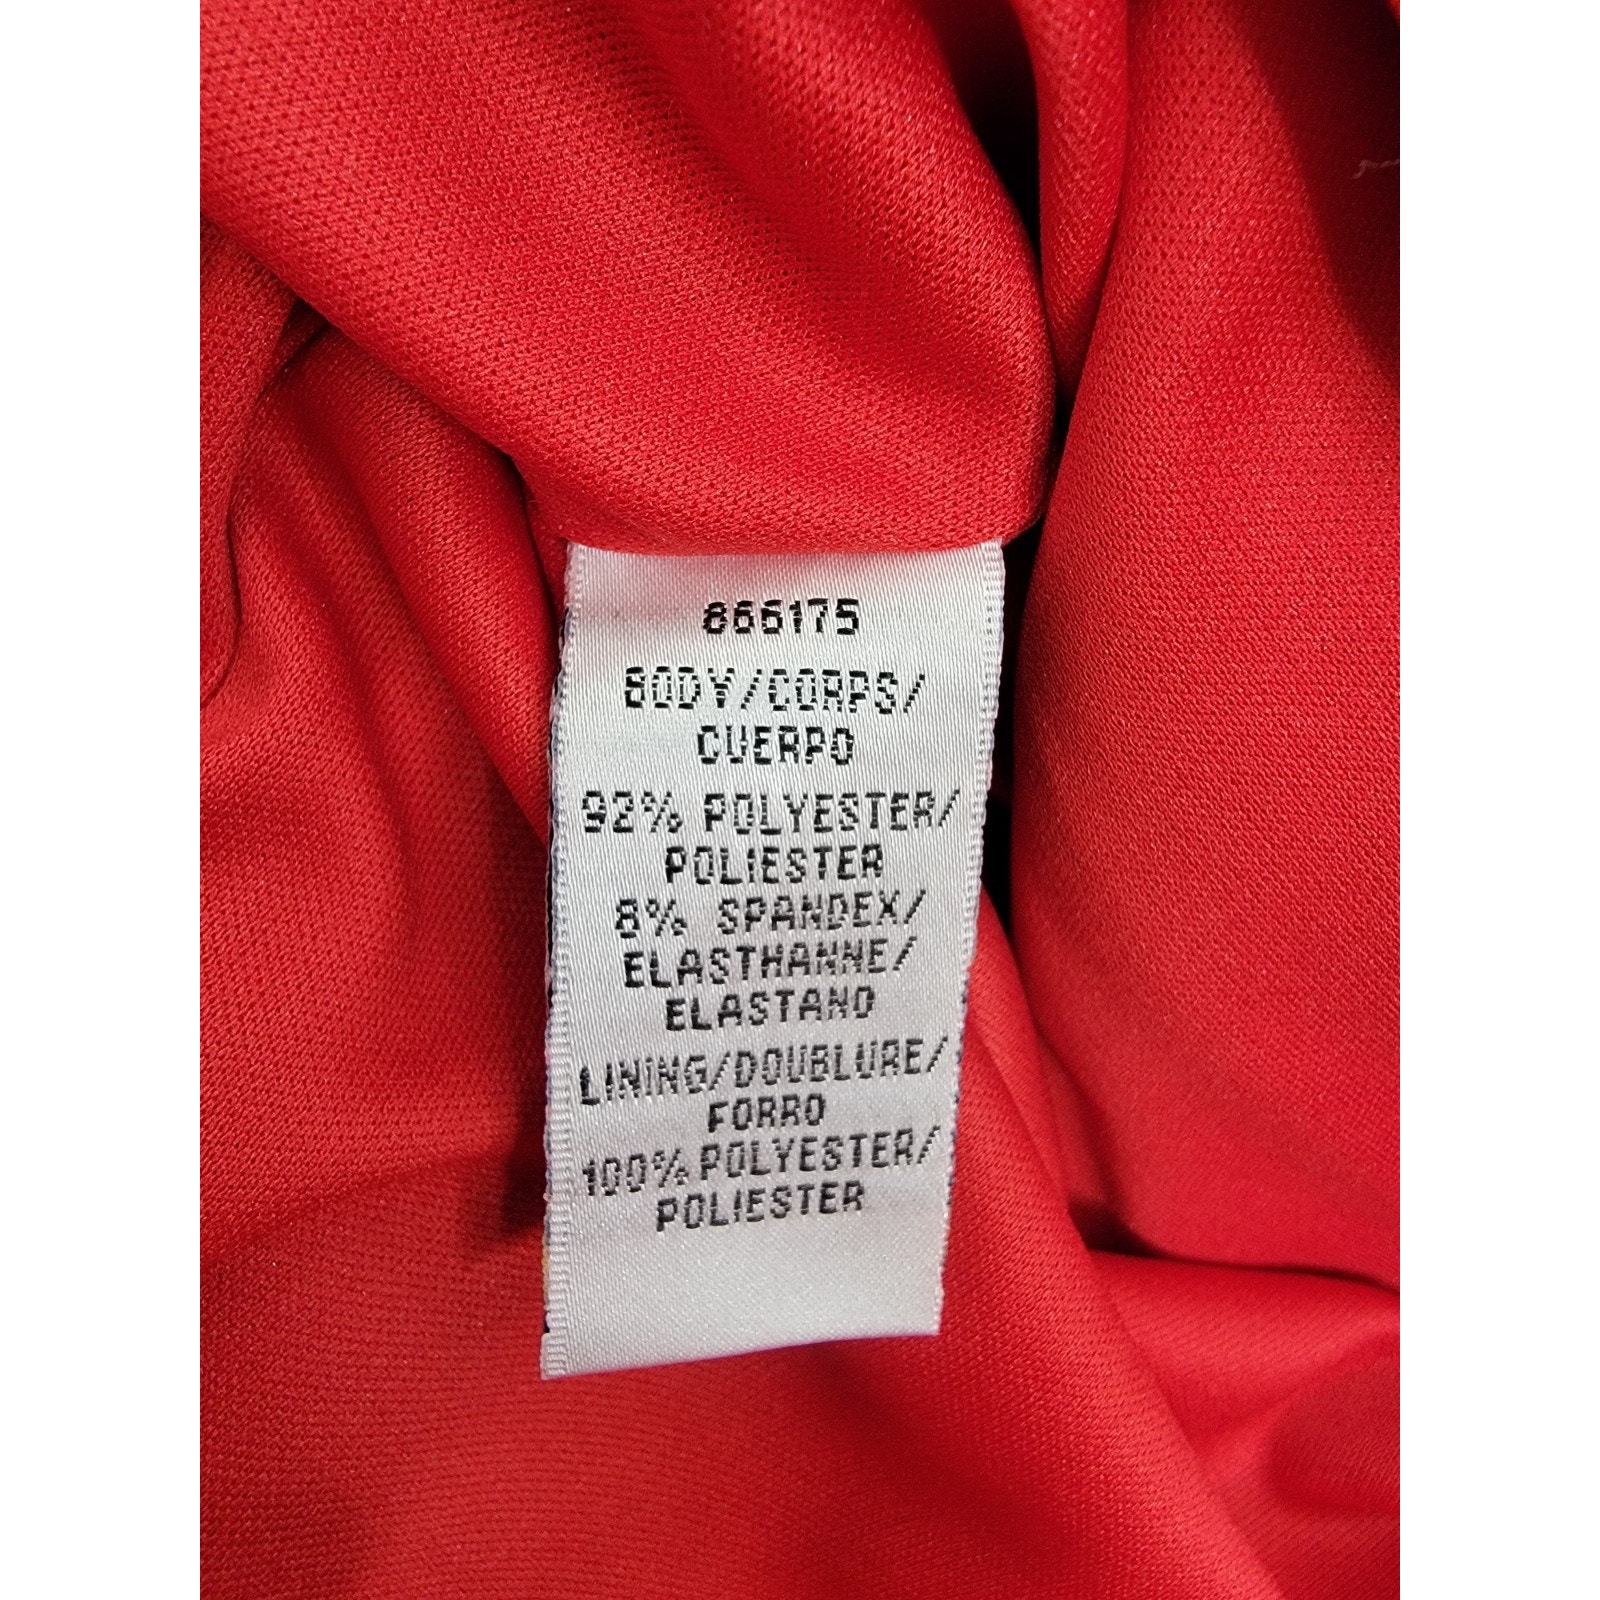 866175
BODY/CORPS/
CUERPO
92% POLYESTER/
POLIESTER
8% SPANDEX/
ELASTHANNE/
ELASTANO
LINING/DOUBLURE/
FORRO
100% POLYESTER/
POLIESTER